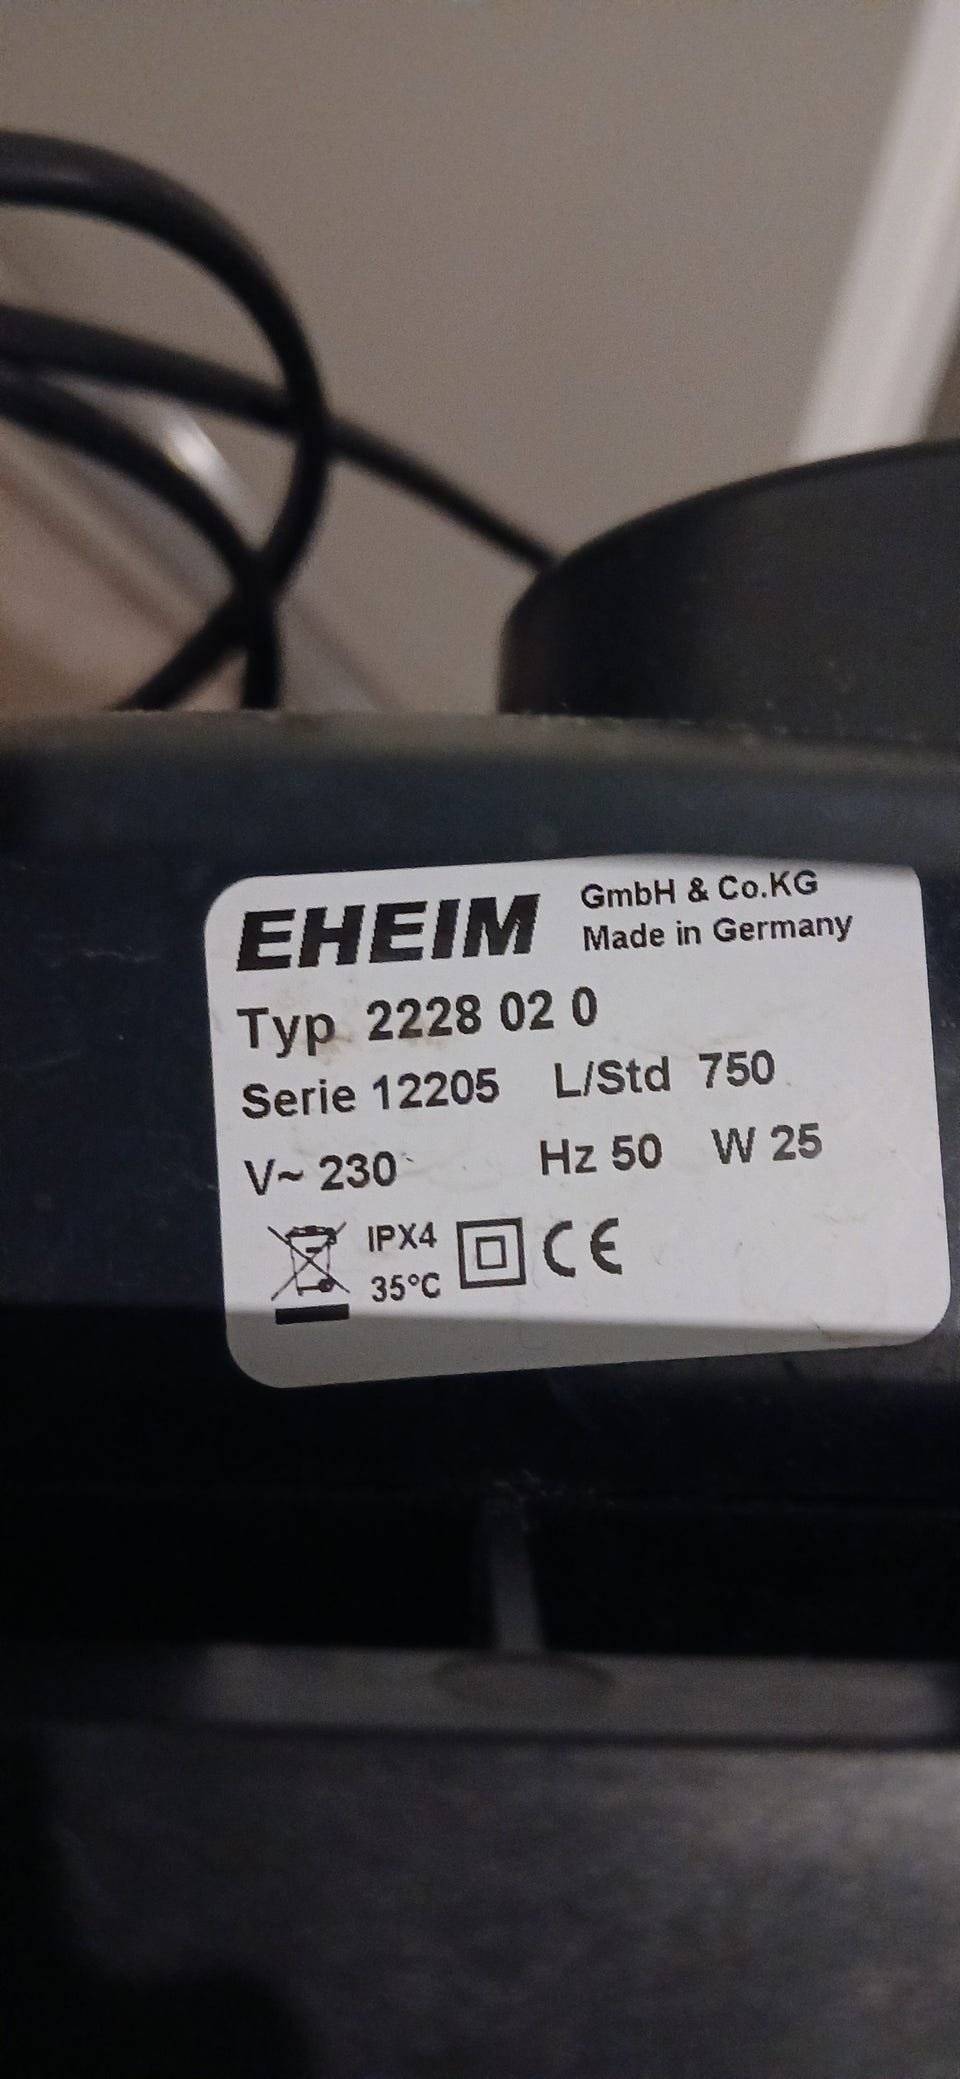 EHEIM GmbH & Co.KG
Made in Germany
Typ 2228 02 0
Serie 12205 L/Std 750
V~ 230 Hz 50 W 25
IPX4
35°C
CE